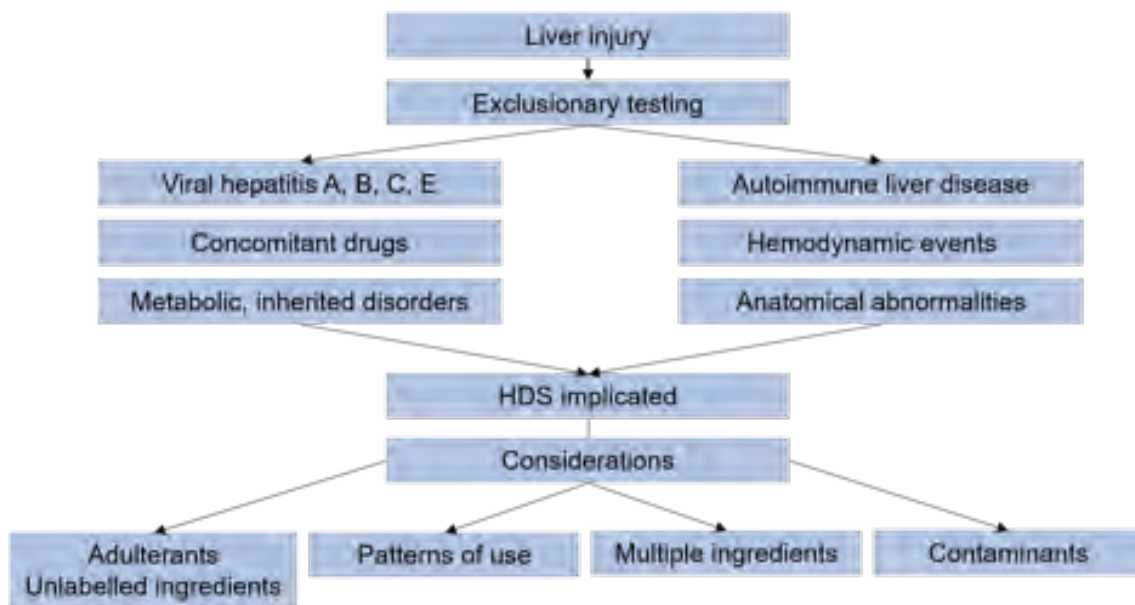 Liver injury
Exclusionary testing
Viral hepatitis A, B, C, E
Autoimmune liver disease
Concomitant drugs
Hemodynamic events
Metabolic, inherited disorders
Anatomical abnormalities
HDS implicated
Considerations
Adulterants
Unlabelled ingredients
Patterns of use
Multiple ingredients
Contaminants